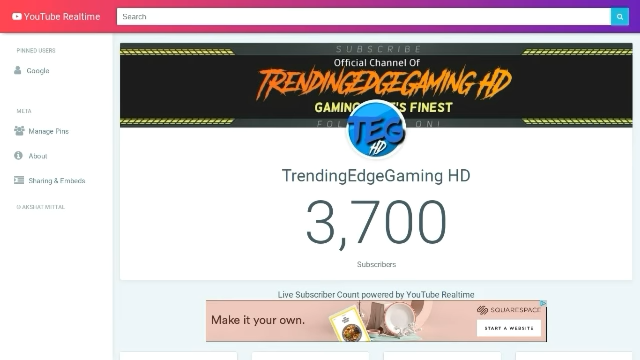 YouTube Realtime
Search
PINNED USERS
Google
META
Manage Pins
About
Sharing & Embeds
© AKSHAT MITTAL
SUBSCRIBE
Official Channel Of
TRENDINGEDGEGAMING HD
GAMING
FINEST
TEG
HD
TrendingEdgeGaming HD
3,700
Subscribers
Live Subscriber Count powered by YouTube Realtime
Make it your own.
SQUARESPACE
START A WEBSITE